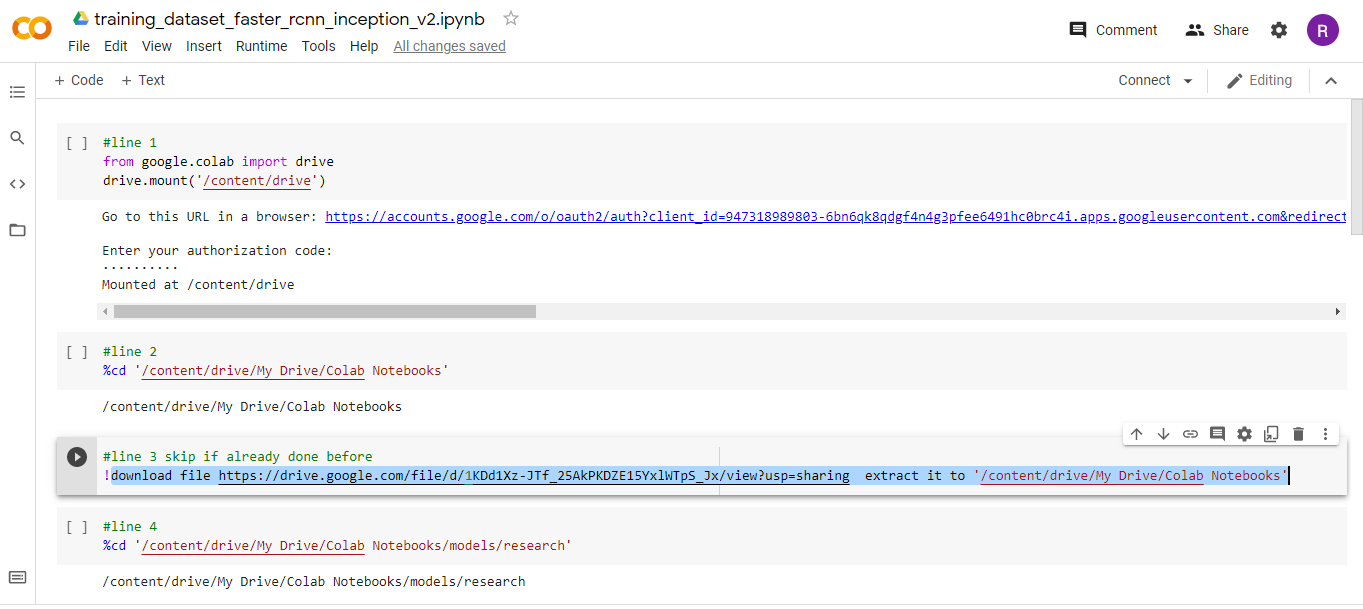 training_dataset_faster_rcnn_inception_v2.ipynb
Comment Share R
File Edit View Insert Runtime Tools Help All changes saved
+ Code + Text Connect Editing
[ ] #line 1
from google.colab import drive
drive.mount('/content/drive')
Go to this URL in a browser: https://accounts.google.com/o/oauth2/auth?client_id=947318989803-6bn6qk8qdgf4n4g3pfee6491hc0brc4i.apps.googleusercontent.com&redirect
Enter your authorization code:
··········
Mounted at /content/drive
[ ] #line 2
%cd '/content/drive/My Drive/Colab Notebooks'
/content/drive/My Drive/Colab Notebooks
#line 3 skip if already done before
!download file https://drive.google.com/file/d/1KDd1Xz-JTf_25AkPKDZE15YxlWTpS_Jx/view?usp=sharing extract it to '/content/drive/My Drive/Colab Notebooks'
[ ] #line 4
%cd '/content/drive/My Drive/Colab Notebooks/models/research'
/content/drive/My Drive/Colab Notebooks/models/research